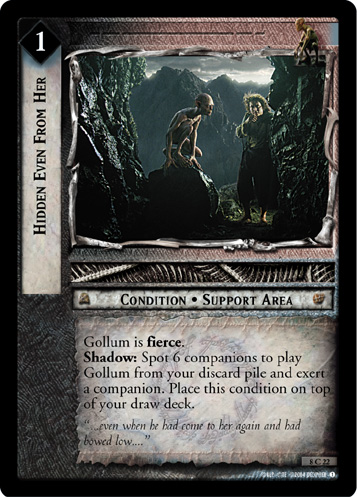 1
HIDDEN EVEN FROM HER
CONDITION • SUPPORT AREA
Gollum is fierce.
Shadow: Spot 6 companions to play
Gollum from your discard pile and exert
a companion. Place this condition on top
of your draw deck.
“...even when he had come to her again and had
bowed low....”
8 C 22